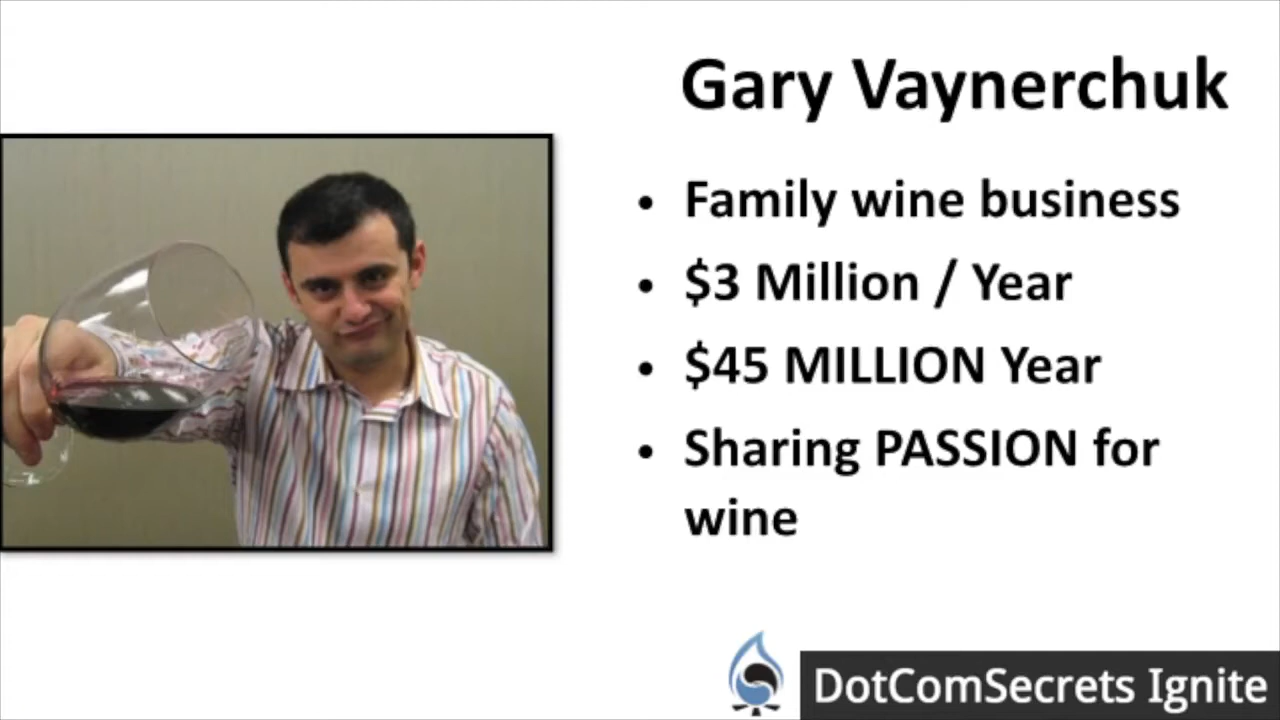 Gary Vaynerchuk
• Family wine business
• $3 Million / Year
• $45 MILLION Year
• Sharing PASSION for
wine
DotComSecrets Ignite